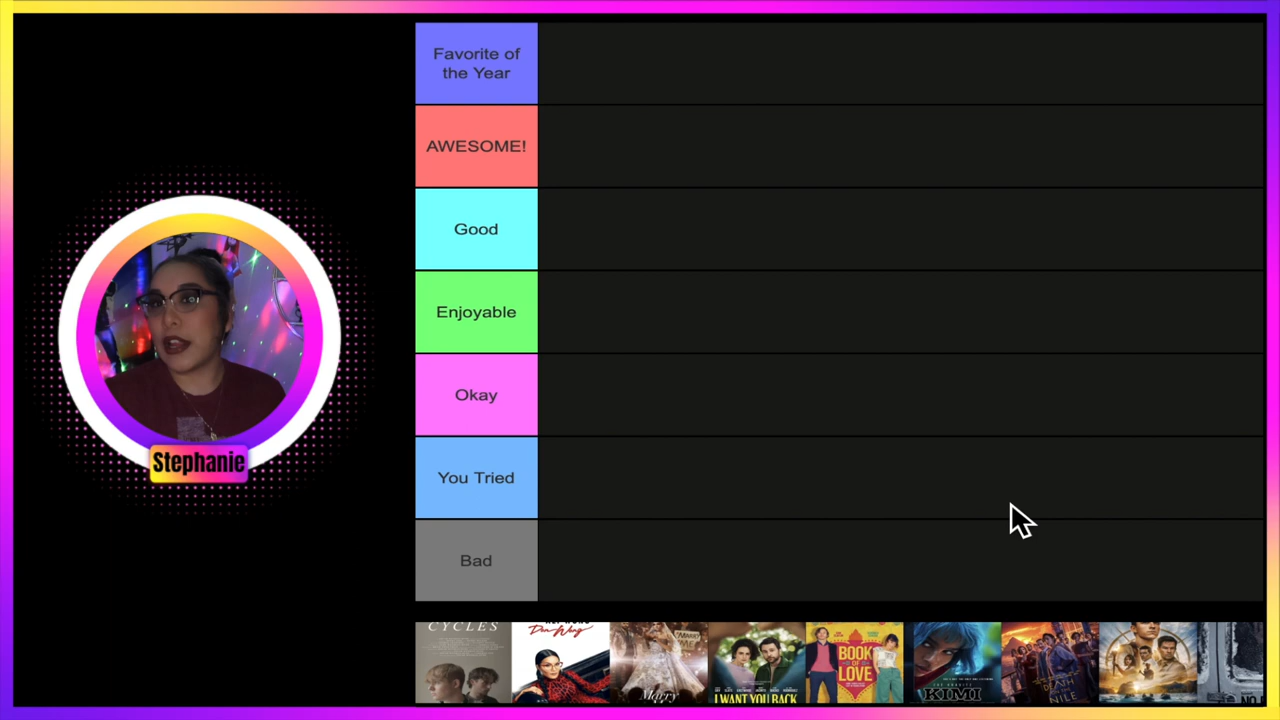 Favorite of
the Year
AWESOME!
Good
Enjoyable
Okay
You Tried
Bad
Stephanie
CYCLES
Marry
I WANT YOU BACK
BOOK
OF
LOVE
KIMI
DEATH
NILE